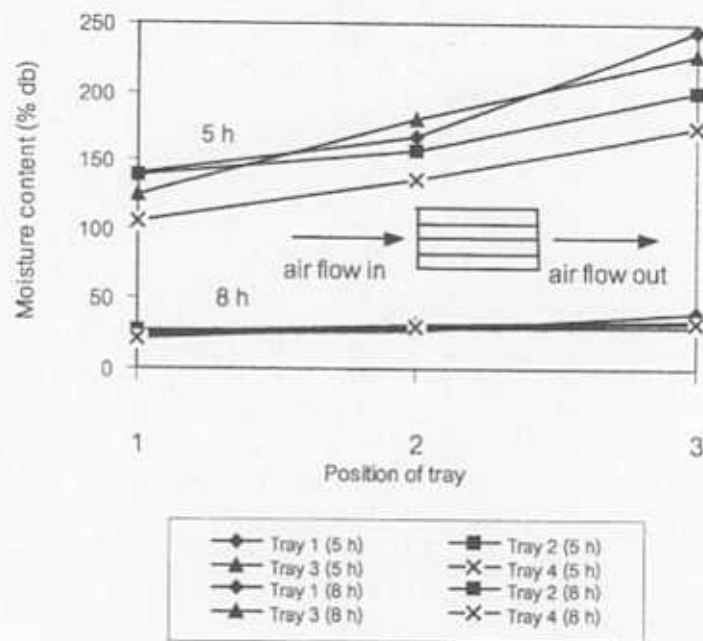 250
200
150
100
50
0
Moisture content (% db)
5 h
air flow in
air flow out
8 h
1 2 3
Position of tray
Tray 1 (5 h) Tray 2 (5 h)
Tray 3 (5 h) Tray 4 (5 h)
Tray 1 (8 h) Tray 2 (8 h)
Tray 3 (8 h) Tray 4 (8 h)